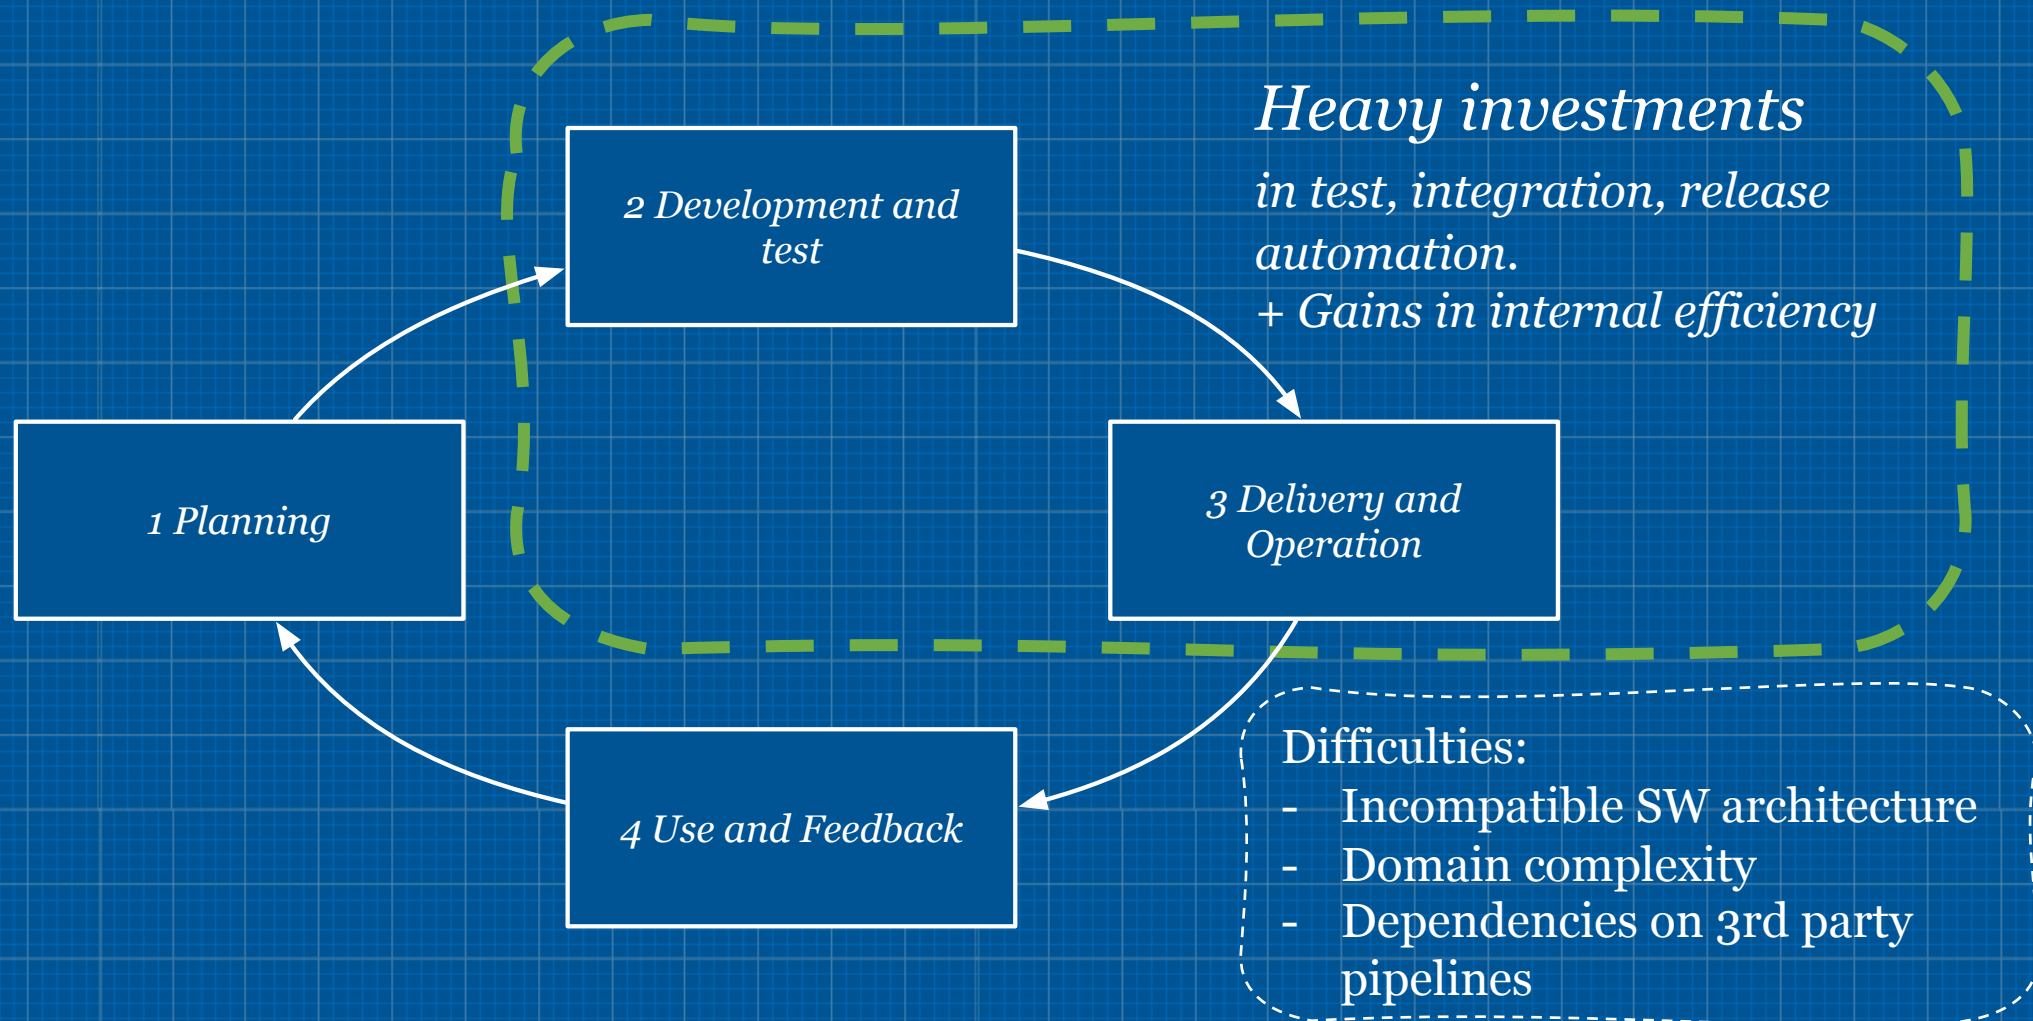 Heavy investments
in test, integration, release
automation.
+ Gains in internal efficiency
2 Development and
test
1 Planning
3 Delivery and
Operation
4 Use and Feedback
Difficulties:
- Incompatible SW architecture
- Domain complexity
- Dependencies on 3rd party
pipelines